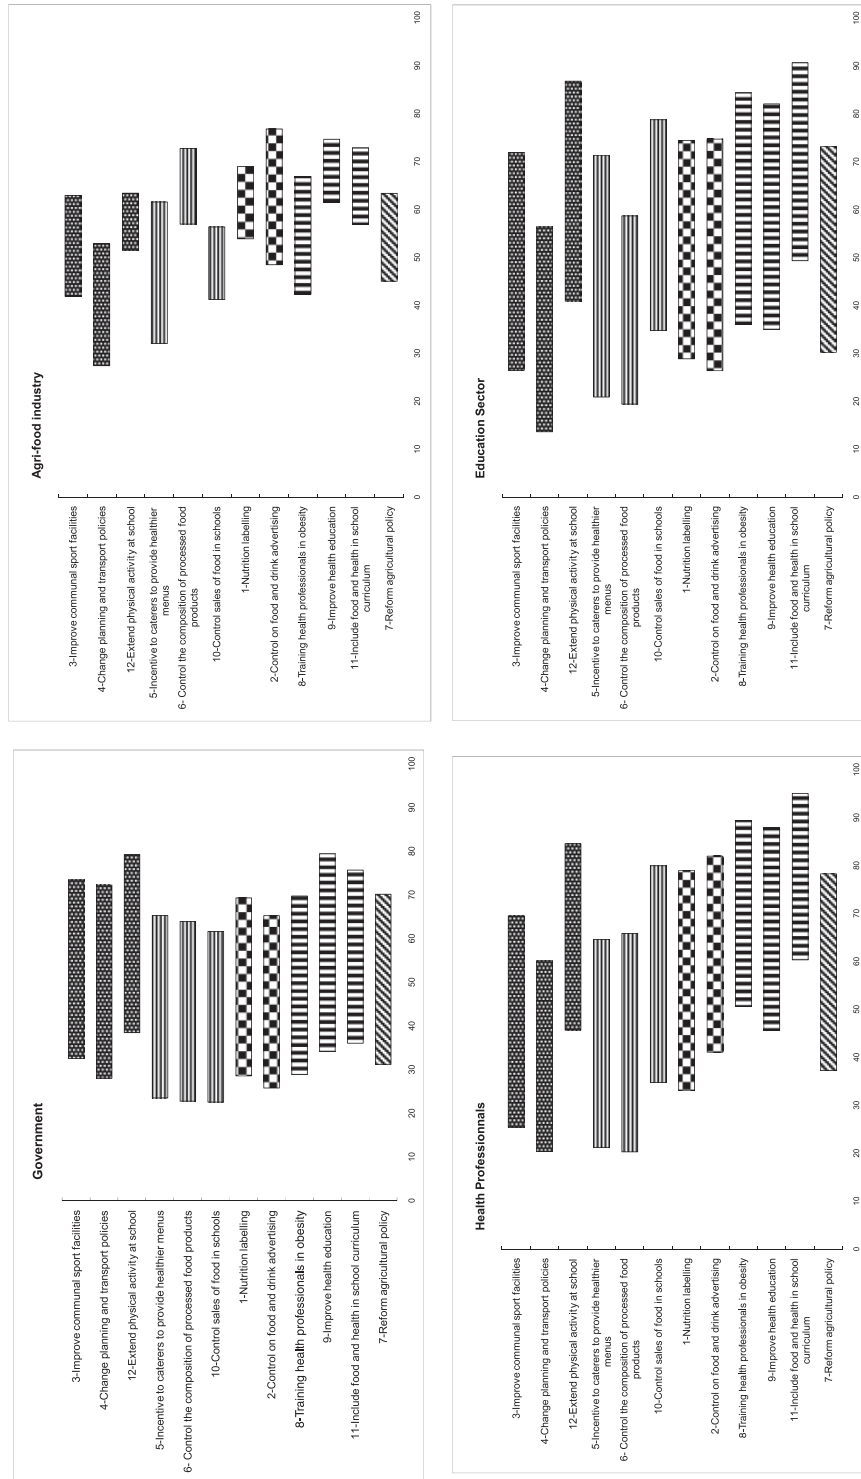 Government
3-Improve communal sport facilities
4-Change planning and transport policies
12-Extend physical activity at school
5-Incentive to caterers to provide healthier menus
6- Control the composition of processed food products
10-Control sales of food in schools
1-Nutrition labelling
2-Control on food and drink advertising
8-Training health professionals in obesity
9-Improve health education
11-Include food and health in school curriculum
7-Reform agricultural policy
0 10 20 30 40 50 60 70 80 90 100
Agri-food industry
3-Improve communal sport facilities
4-Change planning and transport policies
12-Extend physical activity at school
5-Incentive to caterers to provide healthier
menus
6- Control the composition of processed food
products
10-Control sales of food in schools
1-Nutrition labelling
2-Control on food and drink advertising
8-Training health professionals in obesity
9-Improve health education
11-Include food and health in school
curriculum
7-Reform agricultural policy
0 10 20 30 40 50 60 70 80 90 100
Health Professionnals
3-Improve communal sport facilities
4-Change planning and transport policies
12-Extend physical activity at school
5-Incentive to caterers to provide healthier
menus
6- Control the composition of processed food
products
10-Control sales of food in schools
1-Nutrition labelling
2-Control on food and drink advertising
8-Training health professionals in obesity
9-Improve health education
11-Include food and health in school
curriculum
7-Reform agricultural policy
0 10 20 30 40 50 60 70 80 90 100
Education Sector
3-Improve communal sport facilities
4-Change planning and transport policies
12-Extend physical activity at school
5-Incentive to caterers to provide healthier
menus
6- Control the composition of processed food
products
10-Control sales of food in schools
1-Nutrition labelling
2-Control on food and drink advertising
8-Training health professionals in obesity
9-Improve health education
11-Include food and health in school
curriculum
7-Reform agricultural policy
0 10 20 30 40 50 60 70 80 90 100